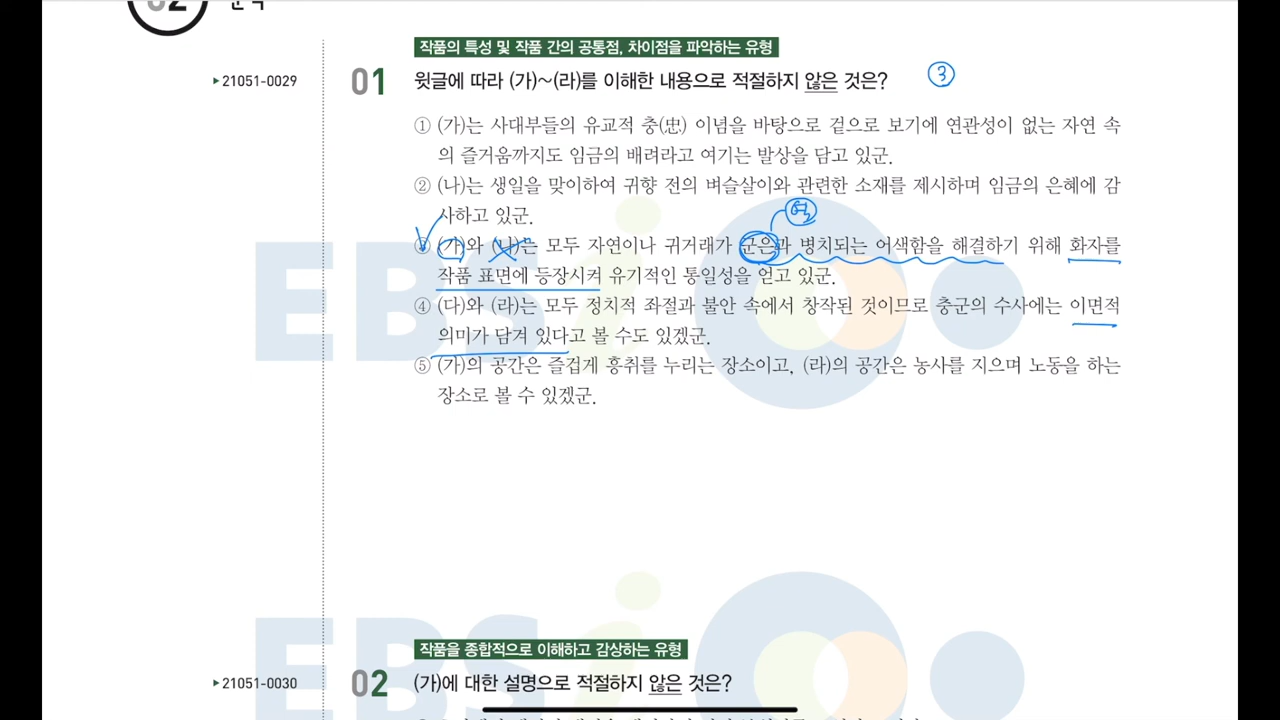 02
작품의 특성 및 작품 간의 공통점, 차이점을 파악하는 유형
▶21051-0029
01 윗글에 따라 (가)~(라)를 이해한 내용으로 적절하지 않은 것은? ③
① (가)는 사대부들의 유교적 충(忠) 이념을 바탕으로 겉으로 보기에 연관성이 없는 자연 속
의 즐거움까지도 임금의 배려라고 여기는 발상을 담고 있군.
② (나)는 생일을 맞이하여 귀향 전의 벼슬살이와 관련한 소재를 제시하며 임금의 은혜에 감
사하고 있군.
③ (가)와 (나)는 모두 자연이나 귀거래가 군은과 병치되는 어색함을 해결하기 위해 화자를
작품 표면에 등장시켜 유기적인 통일성을 얻고 있군.
④ (다)와 (라)는 모두 정치적 좌절과 불안 속에서 창작된 것이므로 충군의 수사에는 이면적
의미가 담겨 있다고 볼 수도 있겠군.
⑤ (가)의 공간은 즐겁게 흥취를 누리는 장소이고, (라)의 공간은 농사를 지으며 노동을 하는
장소로 볼 수 있겠군.
EBSi
작품을 종합적으로 이해하고 감상하는 유형
▶21051-0030
02 (가)에 대한 설명으로 적절하지 않은 것은?
EBSi